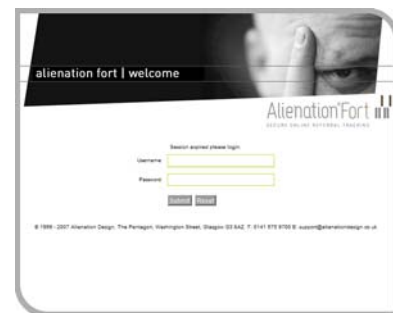 alienation fort | welcome
Alienation°Fort
SECURE ONLINE REFERRAL TRACKING
Session expired please login.
Username
Password
Submit Reset
© 1998 - 2007 Alienation Design, The Pentagon, Washington Street, Glasgow G3 8AZ. T: 0141 572 9700 E: support@alienationdesign.co.uk